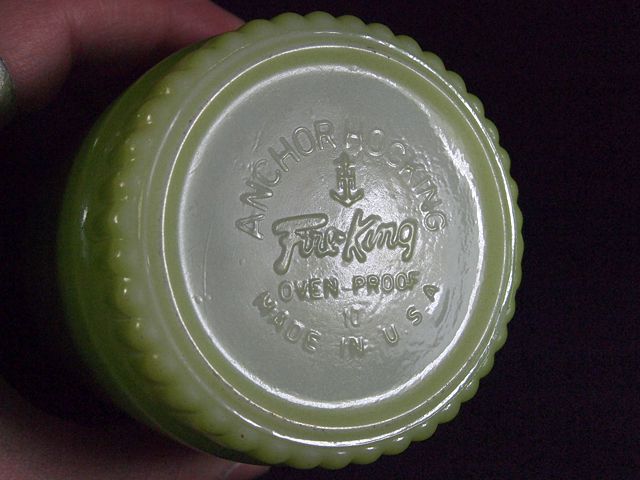 ANCHOR HOCKING
Fire-King
OVEN-PROOF
10
MADE IN U S A